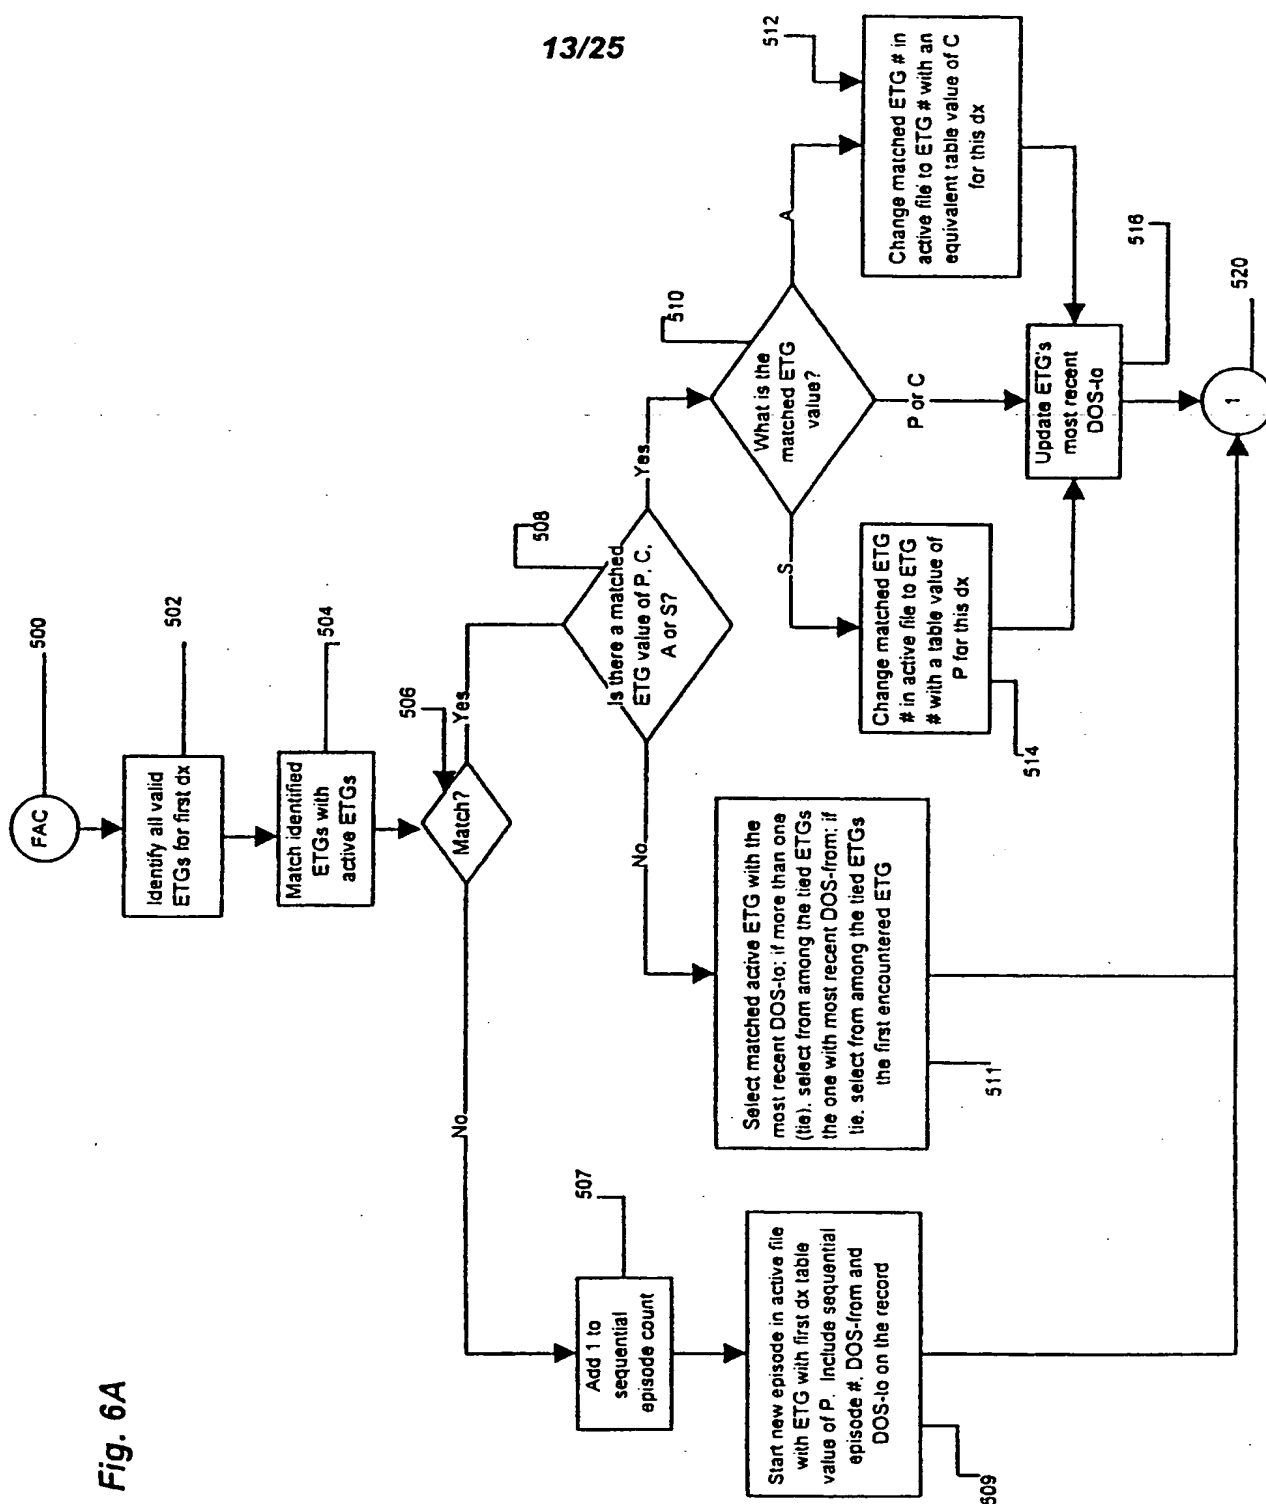 13/25
Fig. 6A
FAC
500
Identify all valid
ETGs for first dx
502
Match identified
ETGs with
active ETGs
504
Match?
506
No
Yes
Add 1 to
sequential
episode count
507
Start new episode in active file
with ETG with first dx table
value of P. Include sequential
episode #, DOS-from and
DOS-to on the record
509
Is there a matched
ETG value of P, C,
A or S?
508
No
Yes
Select matched active ETG with the
most recent DOS-to; if more than one
(tie), select from among the tied ETGs
the one with most recent DOS-from; if
tie, select from among the tied ETGs
the first encountered ETG
511
What is the
matched ETG
value?
510
S
P or C
A
Change matched ETG
# in active file to ETG
# with a table value of
P for this dx
514
Change matched ETG # in
active file to ETG # with an
equivalent table value of C
for this dx
512
Update ETG's
most recent
DOS-to
516
1
520